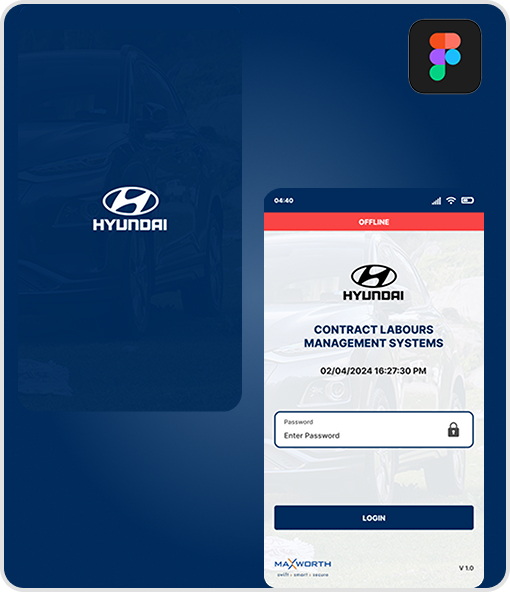 HYUNDAI
04:40
OFFLINE
HYUNDAI
CONTRACT LABOURS
MANAGEMENT SYSTEMS
02/04/2024 16:27:30 PM
Password
Enter Password
LOGIN
MAXWORTH
swift : smart : secure
V 1.0